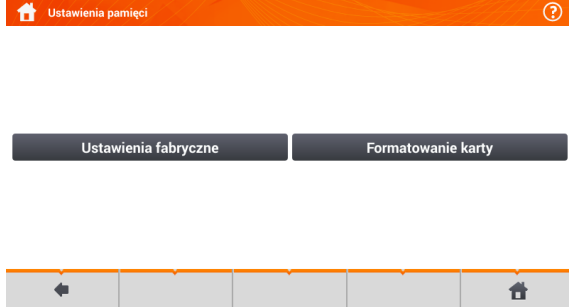 Ustawienia pamięci
?
Ustawienia fabryczne
Formatowanie karty